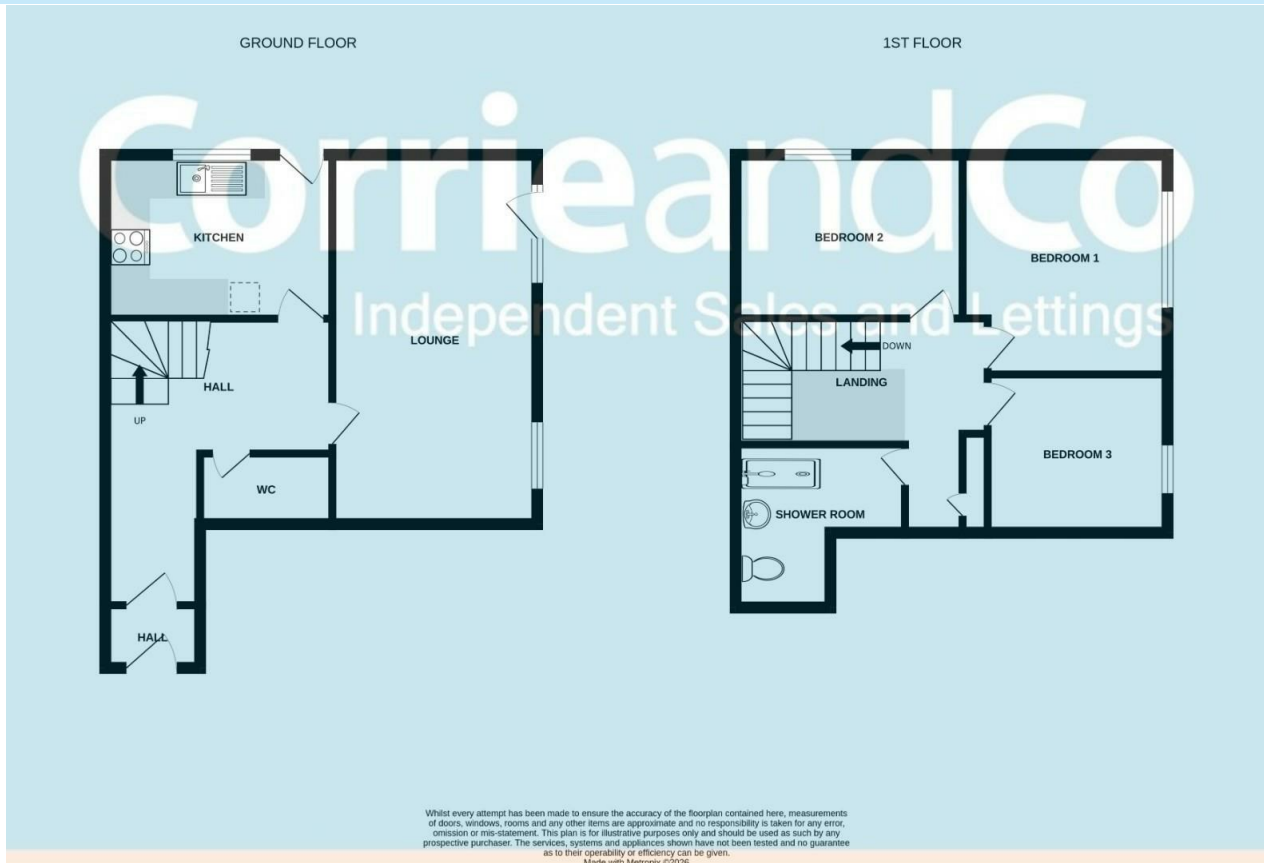 GROUND FLOOR
1ST FLOOR
CorrieandCo
Independent Sales and Lettings
KITCHEN
LOUNGE
HALL
UP
WC
HALL
BEDROOM 2
BEDROOM 1
DOWN
LANDING
BEDROOM 3
SHOWER ROOM
Whilst every attempt has been made to ensure the accuracy of the floorplan contained here, measurements
of doors, windows, rooms and any other items are approximate and no responsibility is taken for any error,
omission or mis-statement. This plan is for illustrative purposes only and should be used as such by any
prospective purchaser. The services, systems and appliances shown have not been tested and no guarantee
as to their operability or efficiency can be given.
Made with Metropix ©2026